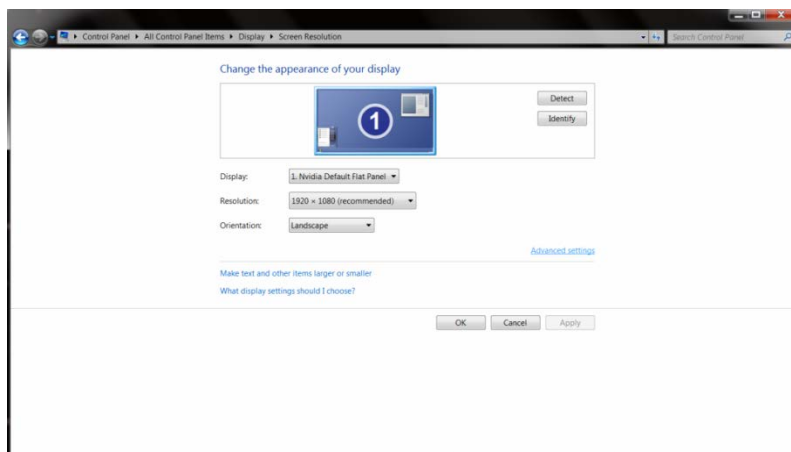 Control Panel ▸ All Control Panel Items ▸ Display ▸ Screen Resolution
Search Control Panel
Change the appearance of your display
1
Detect
Identify
Display: 1. Nvidia Default Flat Panel
Resolution: 1920 × 1080 (recommended)
Orientation: Landscape
Advanced settings
Make text and other items larger or smaller
What display settings should I choose?
OK Cancel Apply